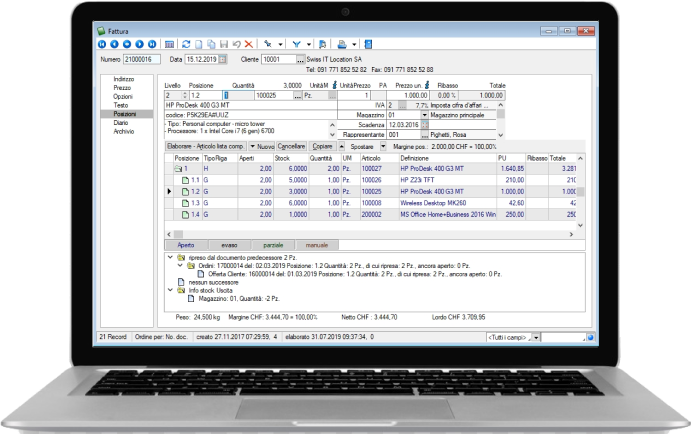 Fattura
Numero 21000016 Data 15.12.2019 Cliente 10001 ... Swiss IT Location SA
Tel: 091 771 852 52 82 Fax: 091 771 852 52 88
Indirizzo
Prezzo
Opzioni
Testo
Posizioni
Diario
Archivio
Livello Posizione Quantità 3,0000 UnitàM UnitàPrezzo PA Prezzo un. Ribasso Totale
0 1.2 1 100025 ... Pz. 1 1.000,00 0,00 % 1.000,00
HP ProDesk 400 G3 MT IVA 2 7,7% Imposta cifra d'affari ...
codice: P5K29EA#UUZ Magazzino 01 Magazzino principale
- Tipo: Personal computer - micro tower Scadenza 12.03.2016
- Processore: 1 x Intel Core i7 (6 gen) 6700 Rappresentante 001 Pighetti, Rosa
Elaborare - Articolo lista comp. Nuovo Cancellare Copiere Spostare Margine pos.: 2.000,00 CHF = 100,00%
Posizione Tipo Riga Aperti Stock Quantità UM Articolo Definizione PU Ribasso Totale
1 H 2,00 6,0000 2,00 Pz. 100027 HP ProDesk 400 G3 MT 1.640,85 3.281
1.1 G 2,00 5,0000 1,00 Pz. 100026 HP Z23i TFT 210,00 210
1.2 G 2,00 3,0000 1,00 Pz. 100025 HP ProDesk 400 G3 MT 1.000,00 1.000
1.3 G 2,00 6,0000 1,00 Pz. 100008 Wireless Desktop MK260 42,60 42
1.4 G 2,00 1,0000 1,00 Pz. 200002 MS Office Home+Business 2016 Win 250,00 250
Aperto evaso parziale manuale
ripreso dal documento predecessore 2 Pz.
Ordini: 17000014 del: 02.03.2019 Posizione: 1.2 Quantità: 2 Pz., di cui ripresa: 2 Pz., ancora aperto: 0 Pz.
Offerta Cliente: 16000014 del: 01.03.2019 Posizione: 1.2 Quantità: 2 Pz., di cui ripresa: 2 Pz., ancora aperto: 0 Pz.
nessun successore
Info stock Uscita
Magazzino: 01, Quantità: -2 Pz.
Peso: 24,500 kg Margine CHF: 3.444,70 = 100,00% Netto CHF : 3.444,70 Lordo CHF : 3.709,95
21 Record Ordine per: No. doc. creato 27.11.2017 07:29:59, 4 elaborato 31.07.2019 09:37:34, 0 <Tutti i campi>